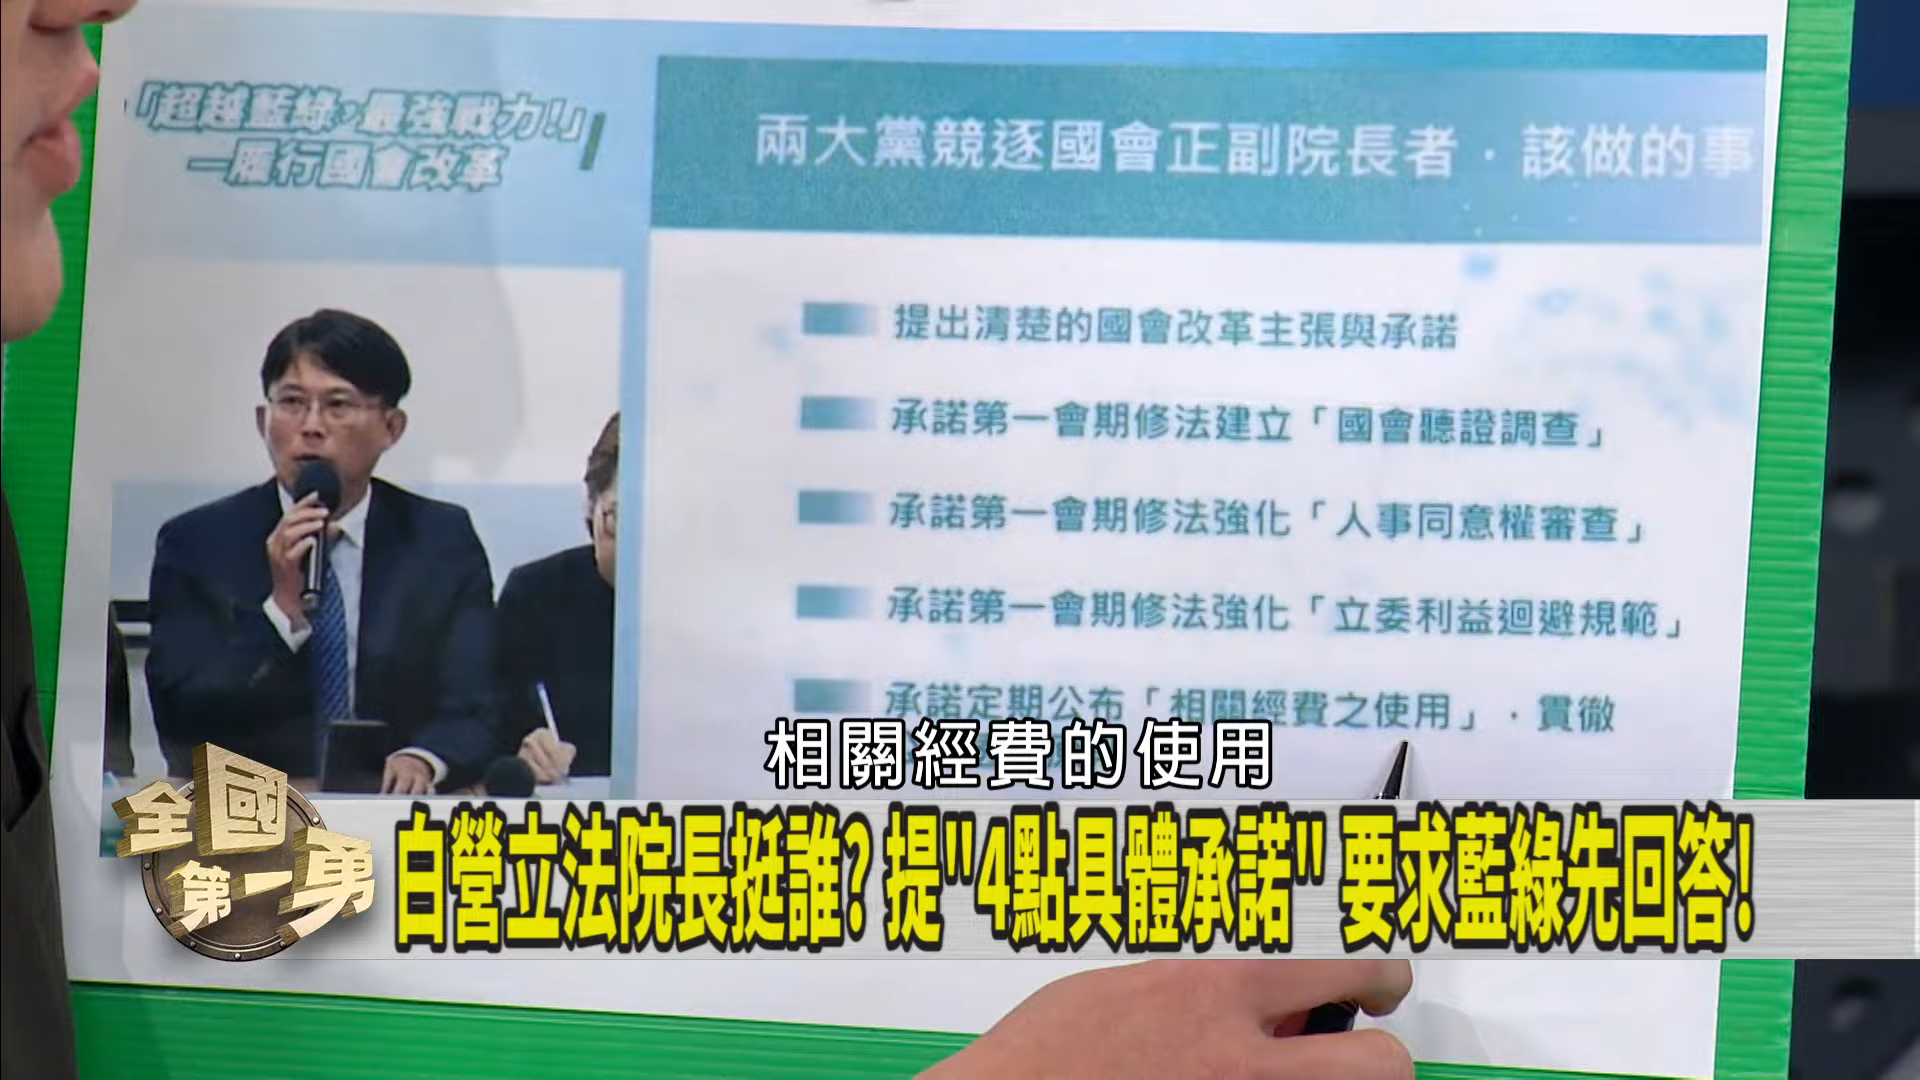 「超越藍綠，最強戰力！」
—履行國會改革
兩大黨競逐國會正副院長者，該做的事
提出清楚的國會改革主張與承諾
承諾第一會期修法建立「國會聽證調查」
承諾第一會期修法強化「人事同意權審查」
承諾第一會期修法強化「立委利益迴避規範」
承諾定期公布「相關經費之使用」，貫徹
相關經費的使用
全國第一勇
白營立法院長挺誰? 提"4點具體承諾" 要求藍綠先回答!